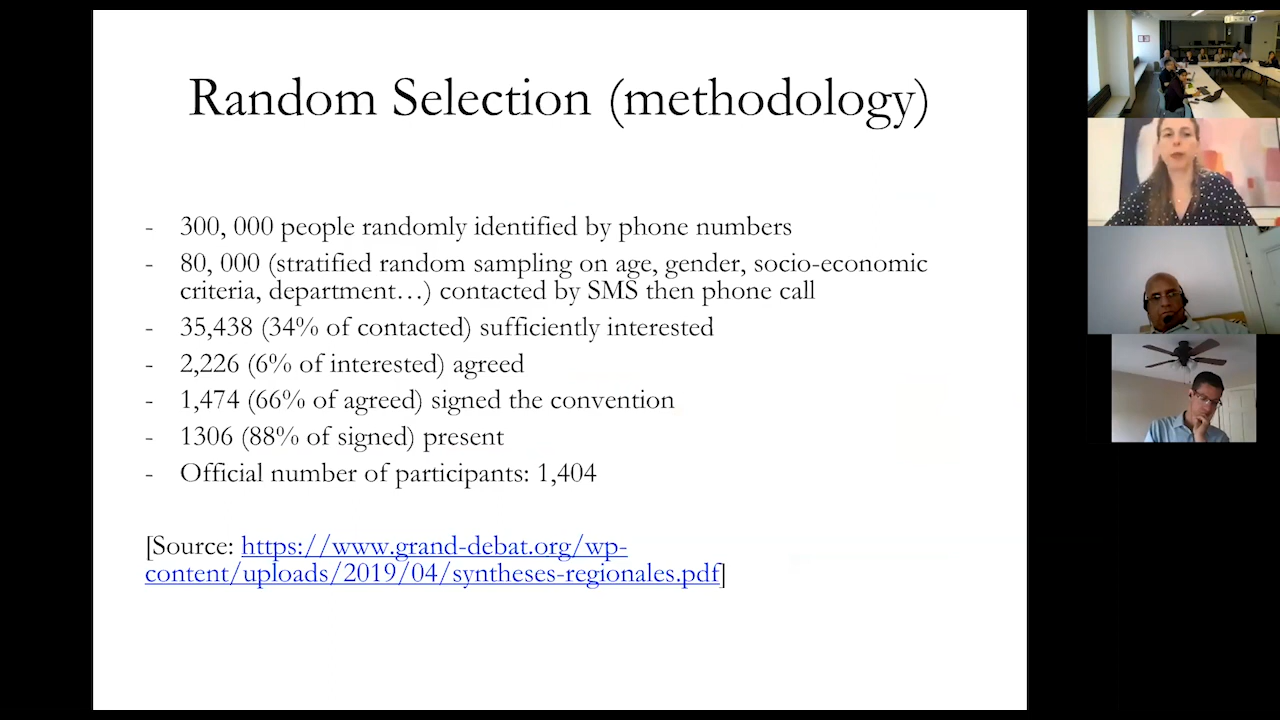 Random Selection (methodology)
- 300, 000 people randomly identified by phone numbers
- 80, 000 (stratified random sampling on age, gender, socio-economic
criteria, department…) contacted by SMS then phone call
- 35,438 (34% of contacted) sufficiently interested
- 2,226 (6% of interested) agreed
- 1,474 (66% of agreed) signed the convention
- 1306 (88% of signed) present
- Official number of participants: 1,404
[Source: https://www.grand-debat.org/wp-
content/uploads/2019/04/syntheses-regionales.pdf]